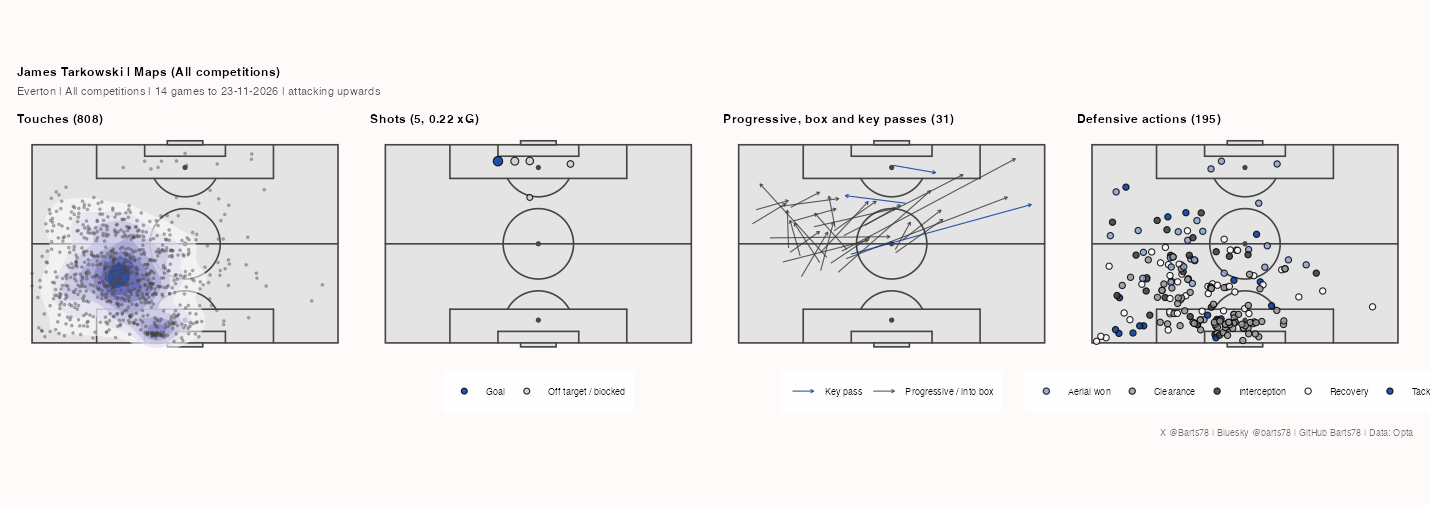 James Tarkowski | Maps (All competitions)
Everton | All competitions | 14 games to 23-11-2026 | attacking upwards
Touches (808)
Shots (5, 0.22 xG)
Progressive, box and key passes (31)
Defensive actions (195)
Goal
Off target / blocked
Key pass
Progressive / into box
Aerial won
Clearance
Interception
Recovery
Tack
X @Barts78 | Bluesky @barts78 | GitHub Barts78 | Data: Opta